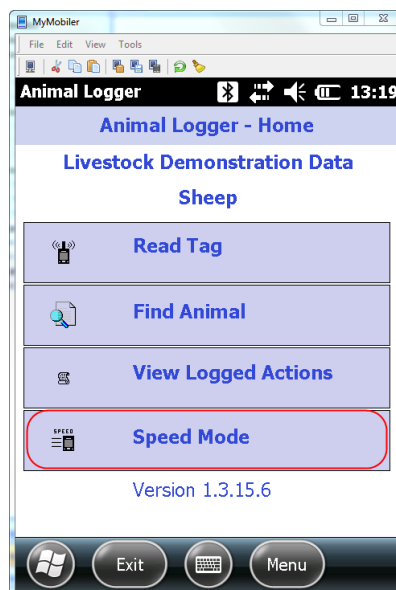 MyMobiler
File Edit View Tools
Animal Logger 13:19
Animal Logger - Home
Livestock Demonstration Data
Sheep
Read Tag
Find Animal
View Logged Actions
SPEED
Speed Mode
Version 1.3.15.6
Exit Menu